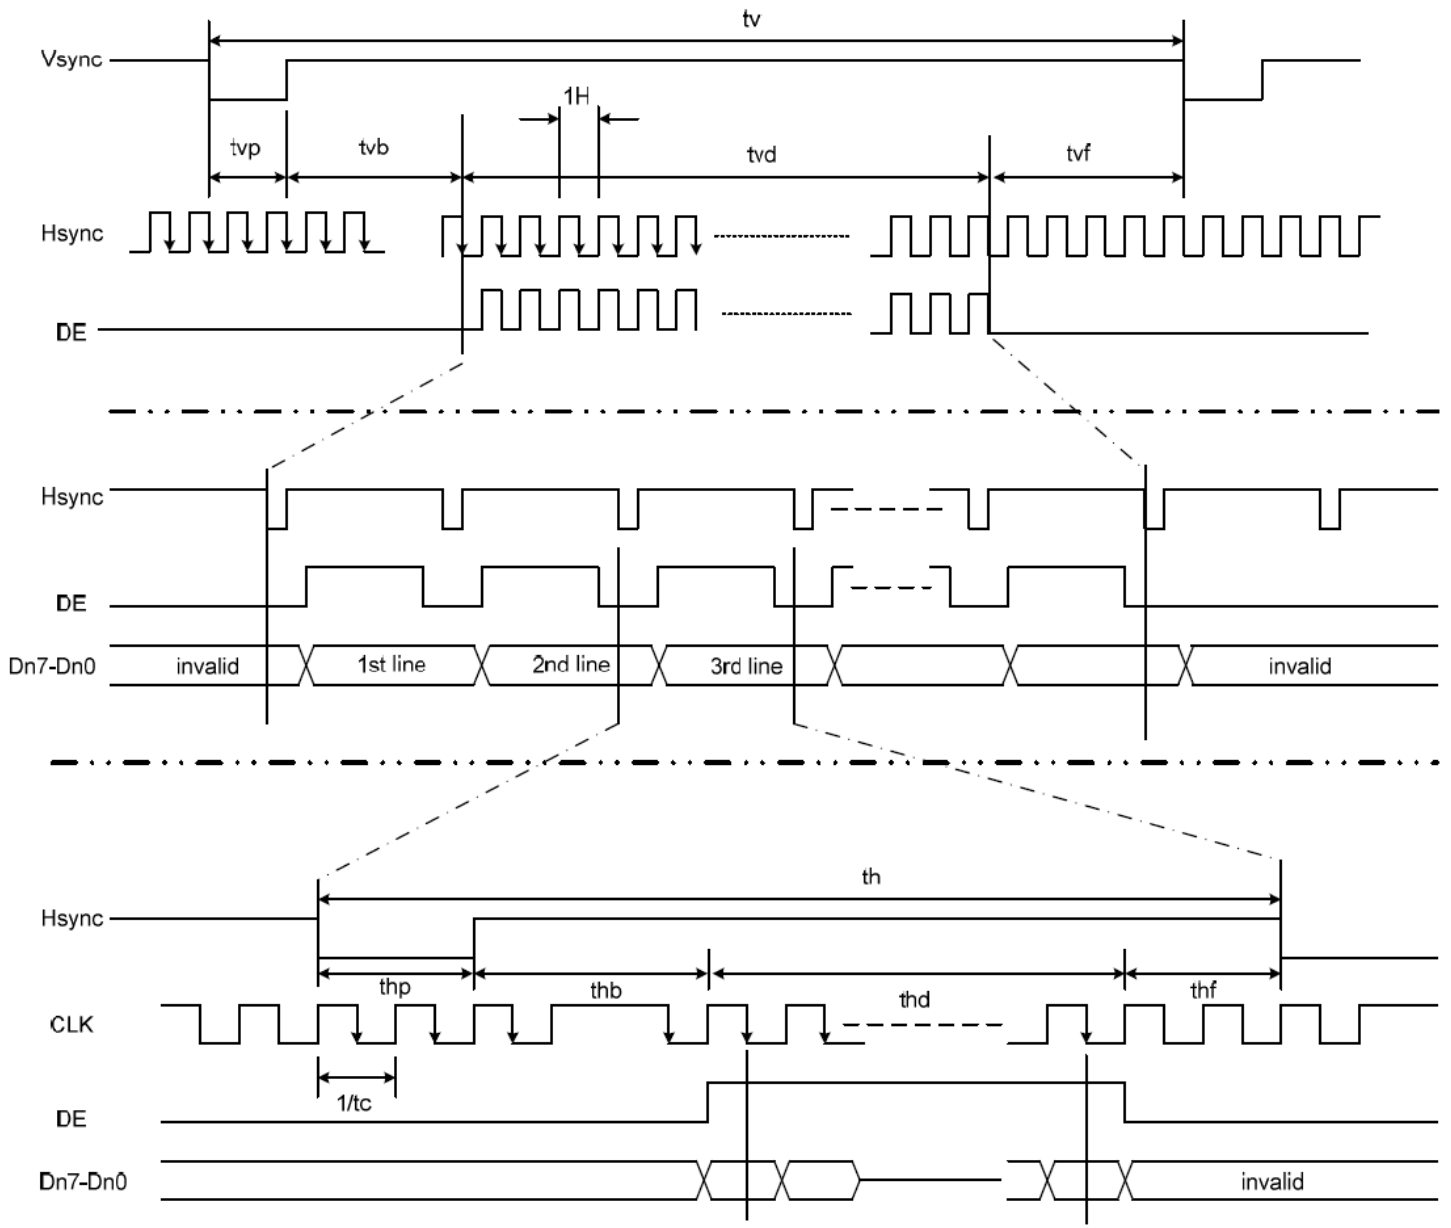 tv
Vsync
1H
tvp
tvb
tvd
tvf
Hsync
DE
Hsync
DE
Dn7-Dn0
invalid
1st line
2nd line
3rd line
invalid
th
Hsync
thp
thb
thd
thf
CLK
1/tc
DE
Dn7-Dn0
invalid